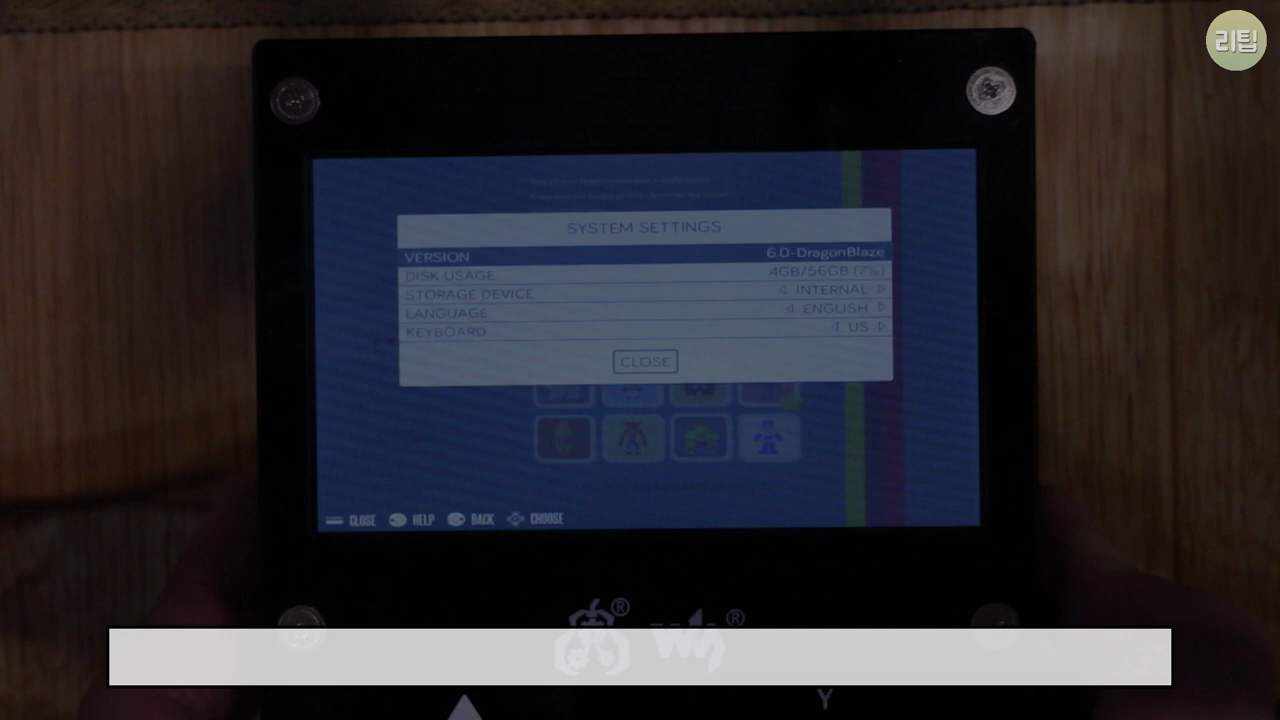 리팁
SYSTEM SETTINGS
VERSION 6.0-DragonBlaze
DISK USAGE 4GB/56GB (7%)
STORAGE DEVICE INTERNAL
LANGUAGE ENGLISH
KEYBOARD US
CLOSE
CLOSE HELP BACK CHOOSE
® ®
Y